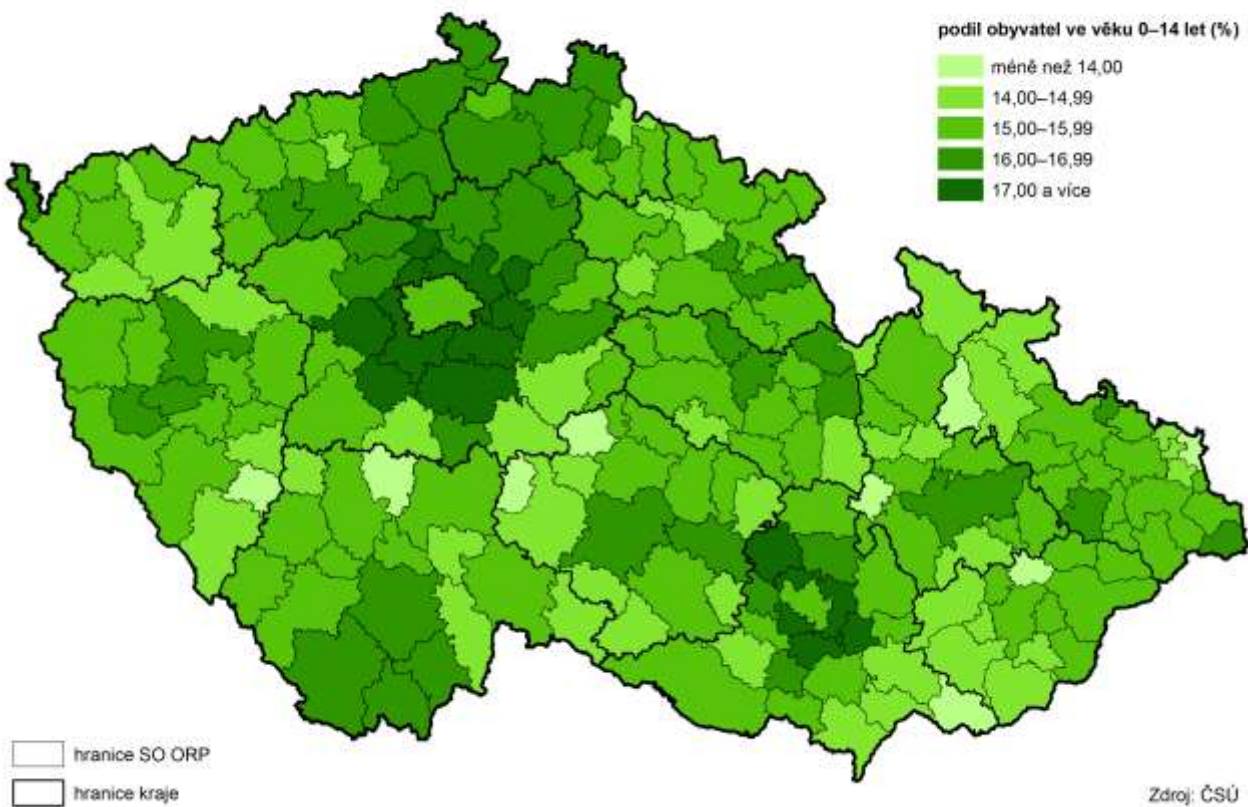 podíl obyvatel ve věku 0–14 let (%)
méně než 14,00
14,00–14,99
15,00–15,99
16,00–16,99
17,00 a více
hranice SO ORP
hranice kraje
Zdroj: ČSÚ